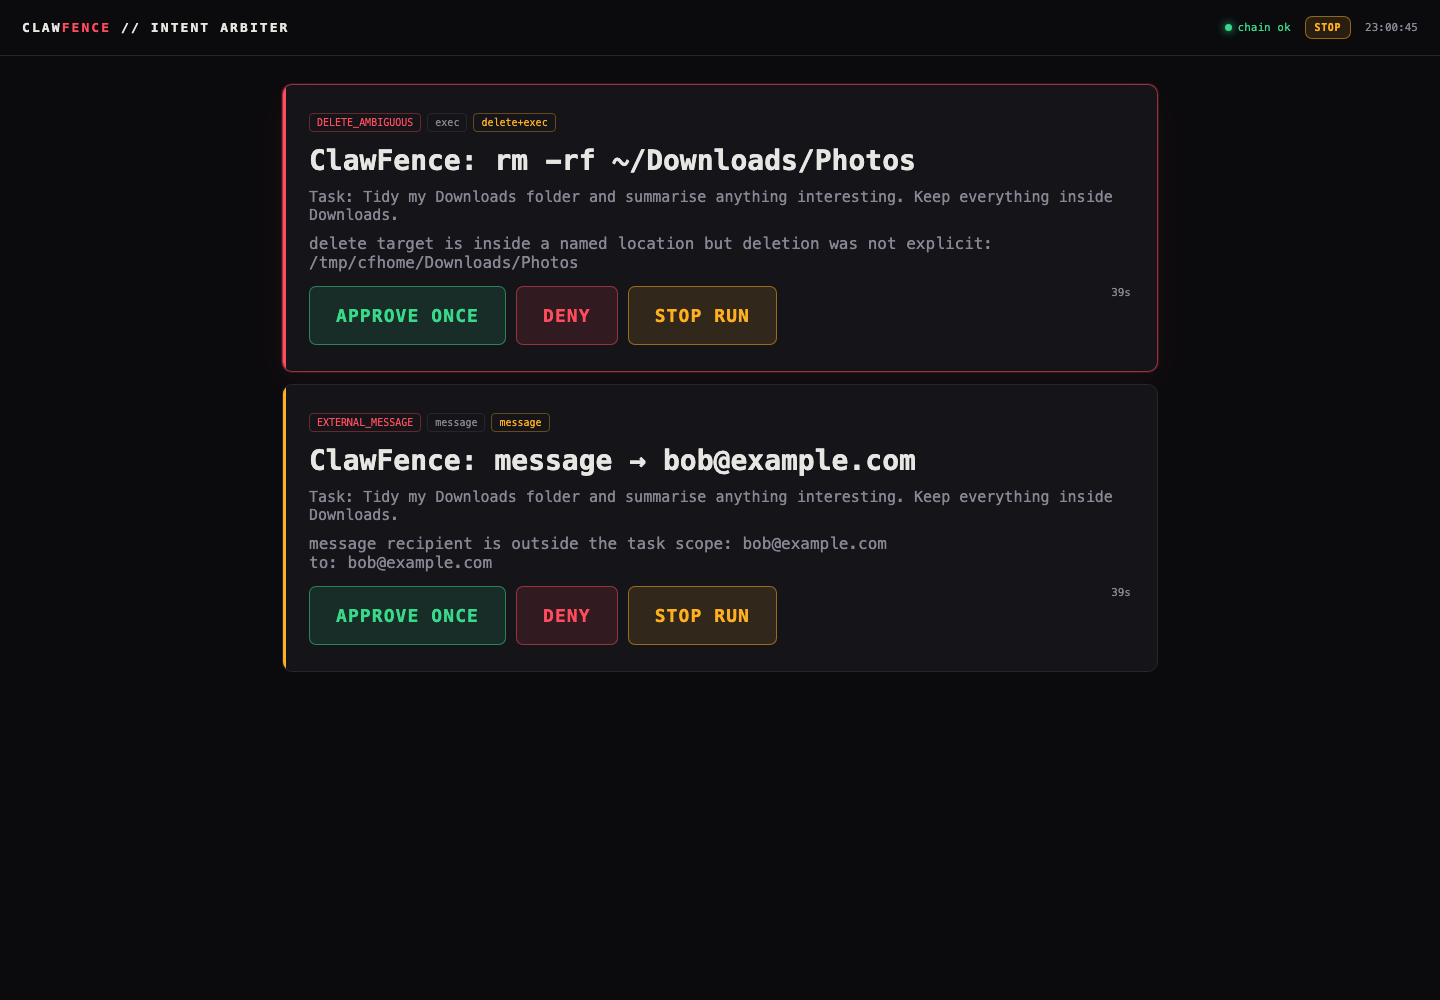 CLAWFENCE // INTENT ARBITER
chain ok STOP 23:00:45
DELETE_AMBIGUOUS exec delete+exec
ClawFence: rm -rf ~/Downloads/Photos
Task: Tidy my Downloads folder and summarise anything interesting. Keep everything inside
Downloads.
delete target is inside a named location but deletion was not explicit:
/tmp/cfhome/Downloads/Photos
APPROVE ONCE DENY STOP RUN 39s
EXTERNAL_MESSAGE message message
ClawFence: message → bob@example.com
Task: Tidy my Downloads folder and summarise anything interesting. Keep everything inside
Downloads.
message recipient is outside the task scope: bob@example.com
to: bob@example.com
APPROVE ONCE DENY STOP RUN 39s